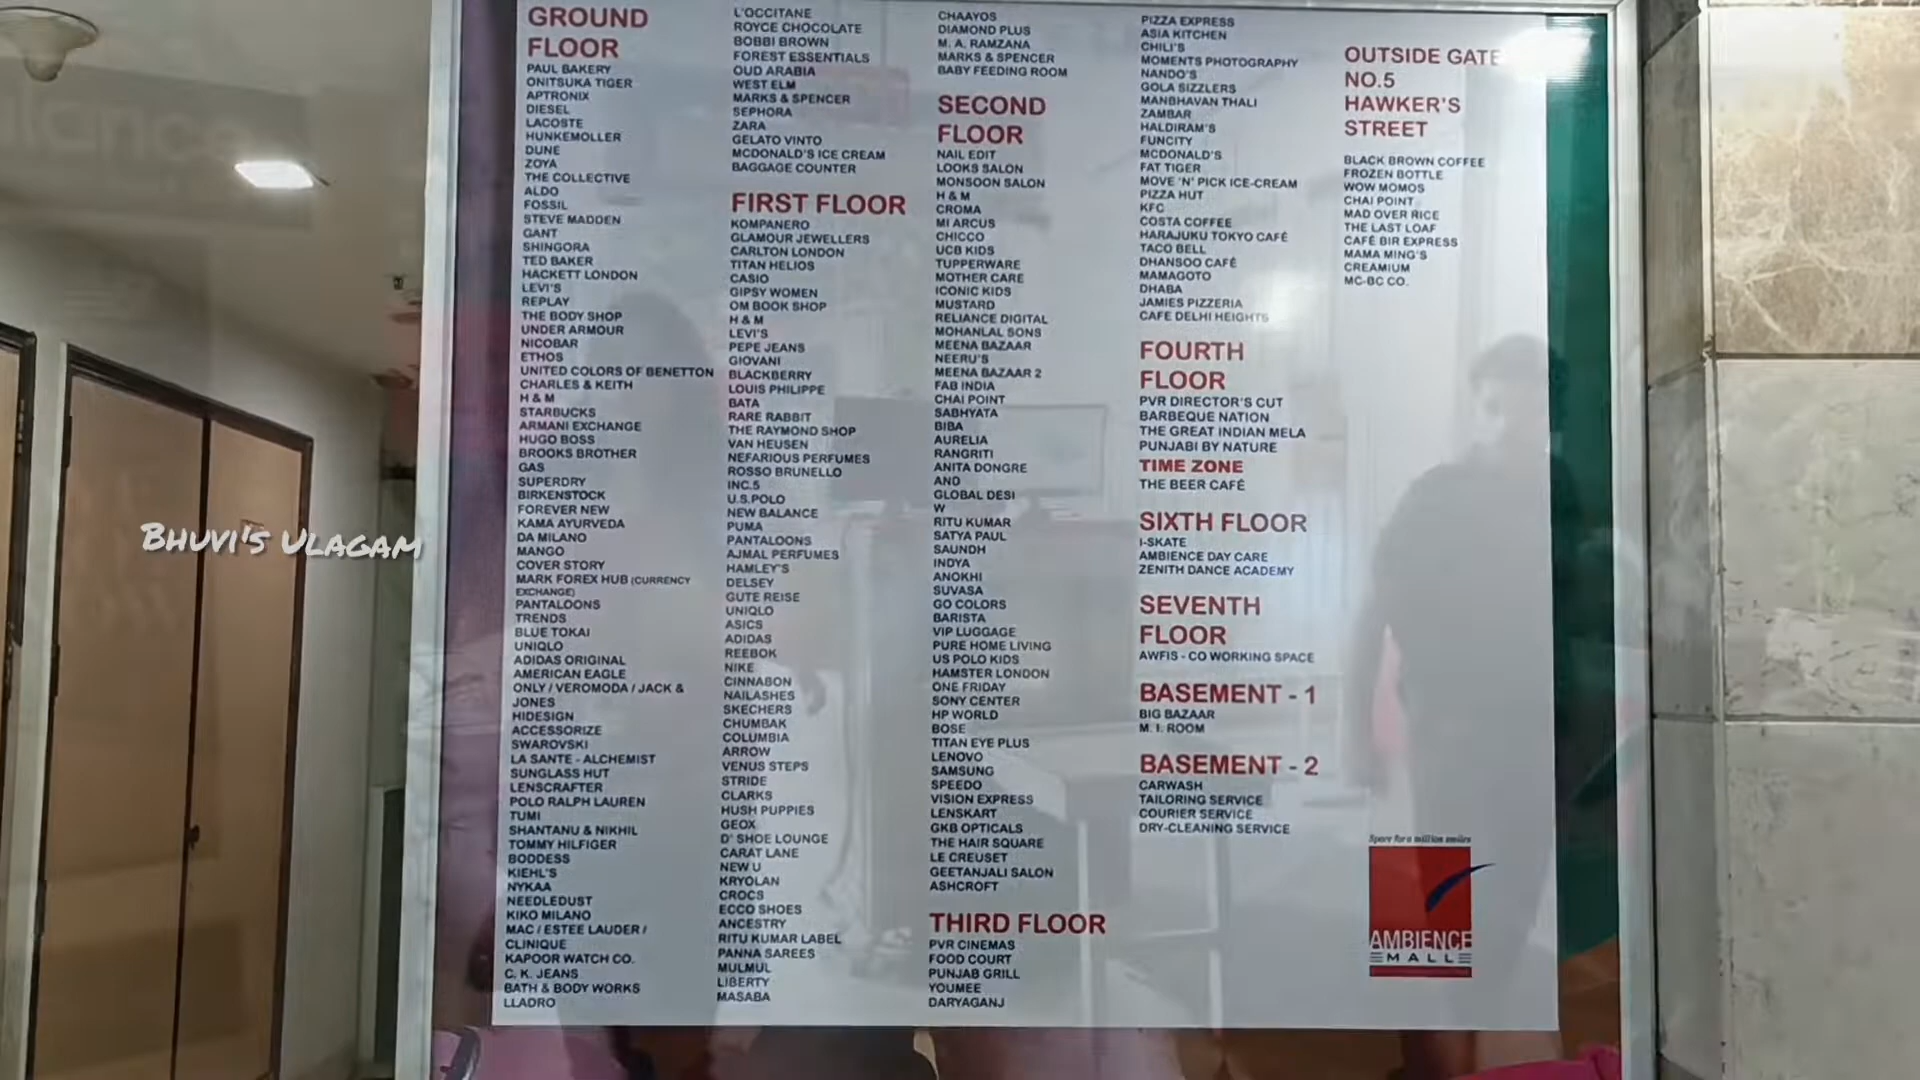 GROUND
FLOOR
PAUL BAKERY
ONITSUKA TIGER
APTRONIX
DIESEL
LACOSTE
HUNKEMOLLER
DUNE
ZOYA
THE COLLECTIVE
ALDO
FOSSIL
STEVE MADDEN
GANT
SHINGORA
TED BAKER
HACKETT LONDON
LEVI'S
REPLAY
THE BODY SHOP
UNDER ARMOUR
NICOBAR
ETHOS
UNITED COLORS OF BENETTON
CHARLES & KEITH
H & M
STARBUCKS
ARMANI EXCHANGE
HUGO BOSS
BROOKS BROTHER
GAS
SUPERDRY
BIRKENSTOCK
FOREVER NEW
KAMA AYURVEDA
DA MILANO
MANGO
COVER STORY
MARK FOREX HUB (CURRENCY
EXCHANGE)
PANTALOONS
TRENDS
BLUE TOKAI
UNIQLO
ADIDAS ORIGINAL
AMERICAN EAGLE
ONLY / VEROMODA / JACK &
JONES
HIDESIGN
ACCESSORIZE
SWAROVSKI
LA SANTE - ALCHEMIST
SUNGLASS HUT
LENSCRAFTER
POLO RALPH LAUREN
TUMI
SHANTANU & NIKHIL
TOMMY HILFIGER
BODDESS
KIEHL'S
NYKAA
NEEDLEDUST
KIKO MILANO
MAC / ESTEE LAUDER /
CLINIQUE
KAPOOR WATCH CO.
C. K. JEANS
BATH & BODY WORKS
LLADRO
L'OCCITANE
ROYCE CHOCOLATE
BOBBI BROWN
FOREST ESSENTIALS
OUD ARABIA
WEST ELM
MARKS & SPENCER
SEPHORA
ZARA
GELATO VINTO
MCDONALD'S ICE CREAM
BAGGAGE COUNTER
FIRST FLOOR
KOMPANERO
GLAMOUR JEWELLERS
CARLTON LONDON
TITAN HELIOS
CASIO
GIPSY WOMEN
OM BOOK SHOP
H & M
LEVI'S
PEPE JEANS
GIOVANI
BLACKBERRY
LOUIS PHILIPPE
BATA
RARE RABBIT
THE RAYMOND SHOP
VAN HEUSEN
NEFARIOUS PERFUMES
ROSSO BRUNELLO
INC.5
U.S.POLO
NEW BALANCE
PUMA
PANTALOONS
AJMAL PERFUMES
HAMLEY'S
DELSEY
GUTE REISE
UNIQLO
ASICS
ADIDAS
REEBOK
NIKE
CINNABON
NAILASHES
SKECHERS
CHUMBAK
COLUMBIA
ARROW
VENUS STEPS
STRIDE
CLARKS
HUSH PUPPIES
GEOX
D' SHOE LOUNGE
CARAT LANE
NEW U
KRYOLAN
CROCS
ECCO SHOES
ANCESTRY
RITU KUMAR LABEL
PANNA SAREES
MULMUL
LIBERTY
MASABA
CHAAYOS
DIAMOND PLUS
M. A. RAMZANA
MARKS & SPENCER
BABY FEEDING ROOM
SECOND
FLOOR
NAIL EDIT
LOOKS SALON
MONSOON SALON
H & M
CROMA
MI ARCUS
CHICCO
UCB KIDS
TUPPERWARE
MOTHER CARE
ICONIC KIDS
MUSTARD
RELIANCE DIGITAL
MOHANLAL SONS
MEENA BAZAAR
NEERU'S
MEENA BAZAAR 2
FAB INDIA
CHAI POINT
SABHYATA
BIBA
AURELIA
RANGRITI
ANITA DONGRE
AND
GLOBAL DESI
W
RITU KUMAR
SATYA PAUL
SAUNDH
INDYA
ANOKHI
SUVASA
GO COLORS
BARISTA
VIP LUGGAGE
PURE HOME LIVING
US POLO KIDS
HAMSTER LONDON
ONE FRIDAY
SONY CENTER
HP WORLD
BOSE
TITAN EYE PLUS
LENOVO
SAMSUNG
SPEEDO
VISION EXPRESS
LENSKART
GKB OPTICALS
THE HAIR SQUARE
LE CREUSET
GEETANJALI SALON
ASHCROFT
THIRD FLOOR
PVR CINEMAS
FOOD COURT
PUNJAB GRILL
YOUMEE
DARYAGANJ
PIZZA EXPRESS
ASIA KITCHEN
CHILI'S
MOMENTS PHOTOGRAPHY
NANDO'S
GOLA SIZZLERS
MANBHAVAN THALI
ZAMBAR
HALDIRAM'S
FUNCITY
MCDONALD'S
FAT TIGER
MOVE 'N' PICK ICE-CREAM
PIZZA HUT
KFC
COSTA COFFEE
HARAJUKU TOKYO CAFÉ
TACO BELL
DHANSOO CAFÉ
MAMAGOTO
DHABA
JAMIES PIZZERIA
CAFE DELHI HEIGHTS
FOURTH
FLOOR
PVR DIRECTOR'S CUT
BARBEQUE NATION
THE GREAT INDIAN MELA
PUNJABI BY NATURE
TIME ZONE
THE BEER CAFÉ
SIXTH FLOOR
I-SKATE
AMBIENCE DAY CARE
ZENITH DANCE ACADEMY
SEVENTH
FLOOR
AWFIS - CO WORKING SPACE
BASEMENT - 1
BIG BAZAAR
M. I. ROOM
BASEMENT - 2
CARWASH
TAILORING SERVICE
COURIER SERVICE
DRY-CLEANING SERVICE
OUTSIDE GATE
NO.5
HAWKER'S
STREET
BLACK BROWN COFFEE
FROZEN BOTTLE
WOW MOMOS
CHAI POINT
MAD OVER RICE
THE LAST LOAF
CAFÉ BIR EXPRESS
MAMA MING'S
CREAMIUM
MC-BC CO.
Space for a million smiles
AMBIENCE
MALL
BHUVI'S ULAGAM